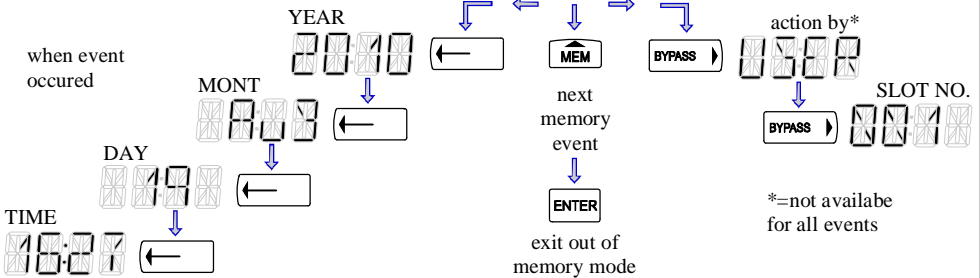 YEAR
action by*
when event
occured
2010
MEM
BYPASS
USER
MONT
SLOT NO.
Aug
next
memory
event
BYPASS
001
DAY
19
ENTER
*=not availabe
for all events
TIME
16:27
exit out of
memory mode